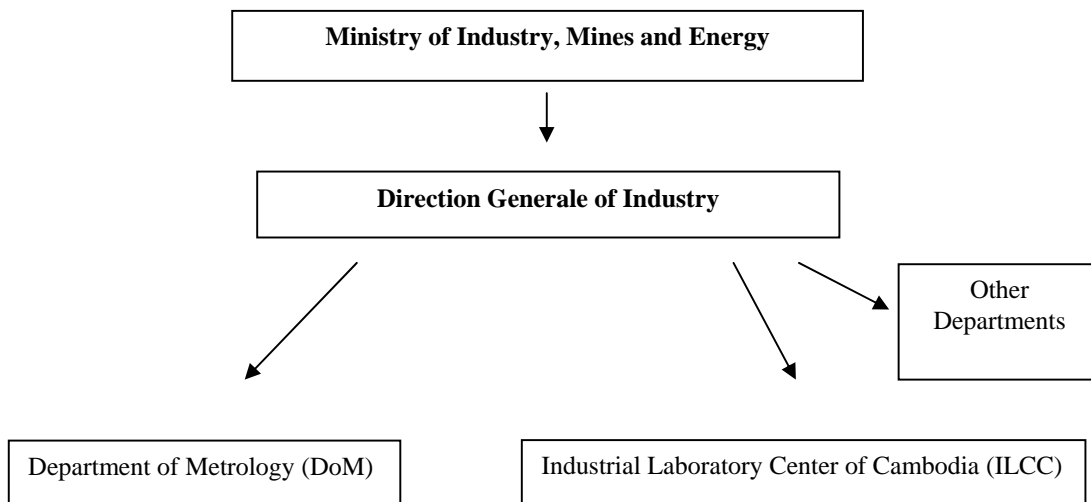 Ministry of Industry, Mines and Energy
Direction Generale of Industry
Other
Departments
Department of Metrology (DoM)
Industrial Laboratory Center of Cambodia (ILCC)